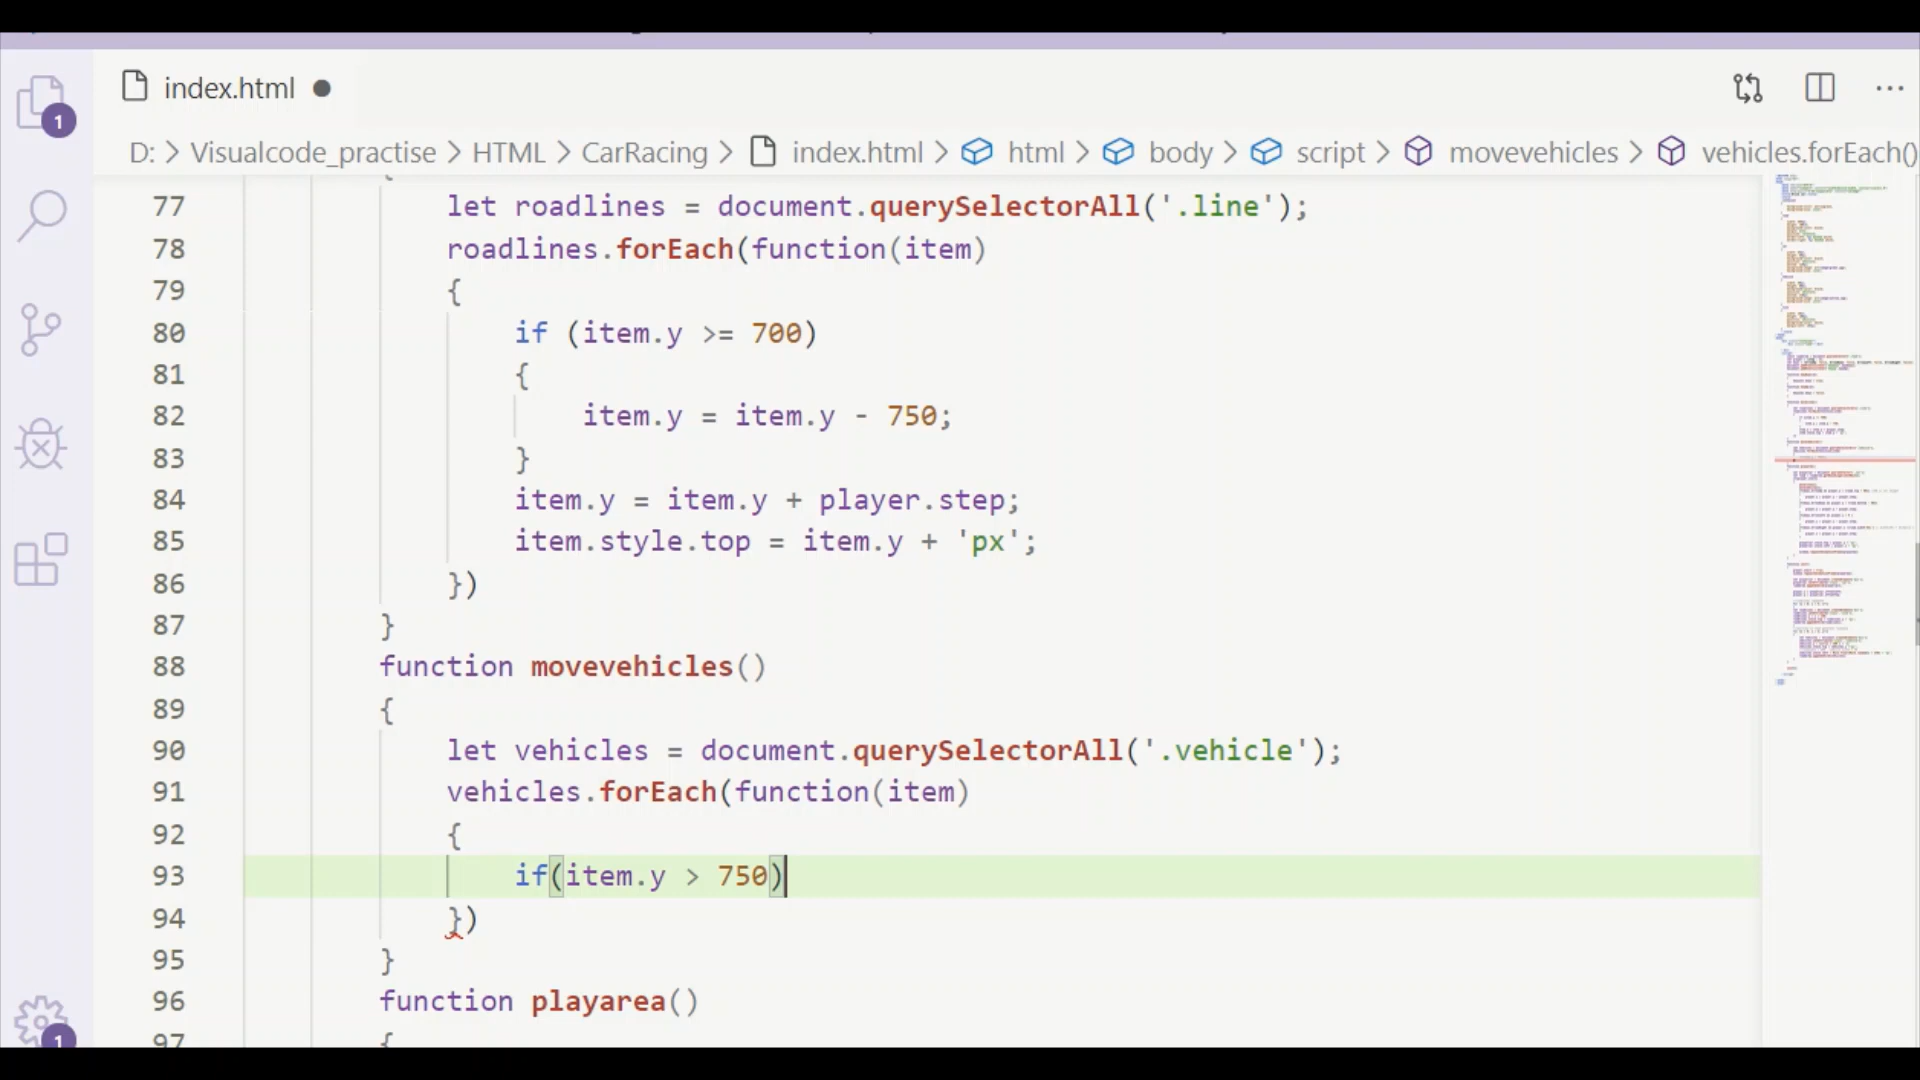 index.html
D: > Visualcode_practise > HTML > CarRacing > index.html > html > body > script > movevehicles > vehicles.forEach()
77 let roadlines = document.querySelectorAll('.line');
78 roadlines.forEach(function(item)
79 {
80 if (item.y >= 700)
81 {
82 item.y = item.y - 750;
83 }
84 item.y = item.y + player.step;
85 item.style.top = item.y + 'px';
86 })
87 }
88 function movevehicles()
89 {
90 let vehicles = document.querySelectorAll('.vehicle');
91 vehicles.forEach(function(item)
92 {
93 if(item.y > 750)
94 })
95 }
96 function playarea()
97 {
1
1